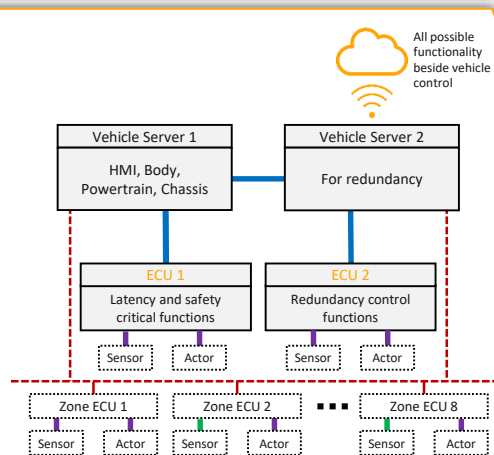 All possible
functionality
beside vehicle
control
Vehicle Server 1
Vehicle Server 2
HMI, Body,
Powertrain, Chassis
For redundancy
ECU 1
ECU 2
Latency and safety
critical functions
Redundancy control
functions
Sensor
Actor
Sensor
Actor
Zone ECU 1
Zone ECU 2
Zone ECU 8
Sensor
Actor
Sensor
Actor
Sensor
Actor